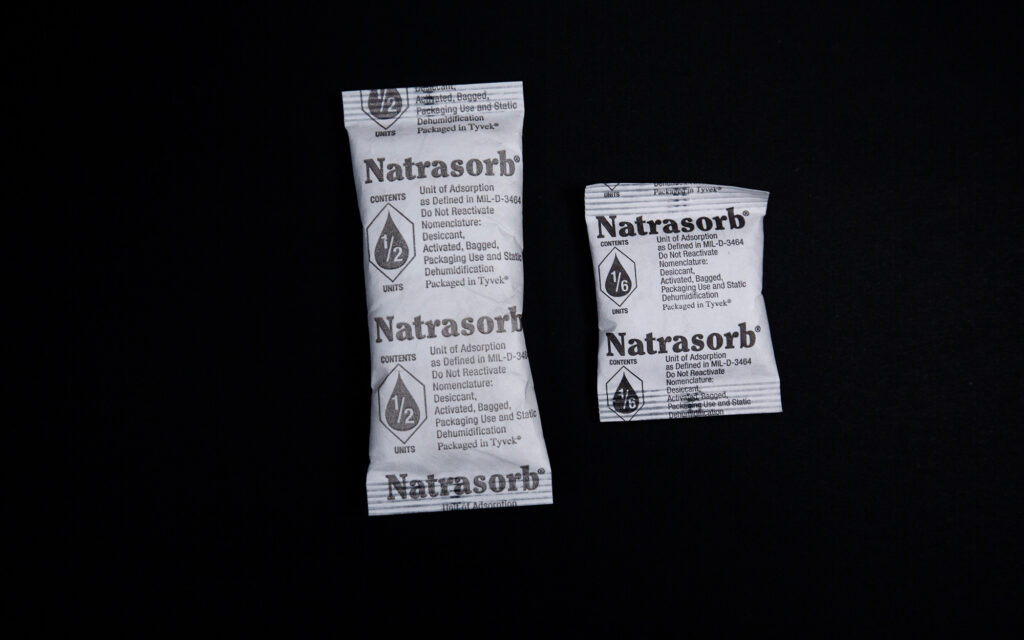 1/2
UNITS
Desiccant,
Activated, Bagged,
Packaging Use and Static
Dehumidification
Packaged in Tyvek®
Natrasorb®
CONTENTS
1/2
UNITS
Unit of Adsorption
as Defined in MIL-D-3464
Do Not Reactivate
Nomenclature:
Desiccant,
Activated, Bagged,
Packaging Use and Static
Dehumidification
Packaged in Tyvek®
Natrasorb
CONTENTS
1/2
UNITS
Unit of Adsorption
as Defined in MIL-D-34
Do Not Reactivate
Nomenclature:
Desiccant,
Activated, Bagged,
Packaging Use and Static
Dehumidification
Packaged in Tyvek®
Natrasorb®
Unit of Adsorption
UNITS
Packaged in Tyvek®
Natrasorb®
CONTENTS
1/6
UNITS
Unit of Adsorption
as Defined in MIL-D-3464
Do Not Reactivate
Nomenclature:
Desiccant,
Activated, Bagged,
Packaging Use and Static
Dehumidification
Packaged in Tyvek®
Natrasorb®
CONTENTS
1/6
Unit of Adsorption
as Defined in MIL-D-3464
Do Not Reactivate
Nomenclature:
Desiccant,
Activated, Bagged,
Packaging Use and Static
Dehumidification